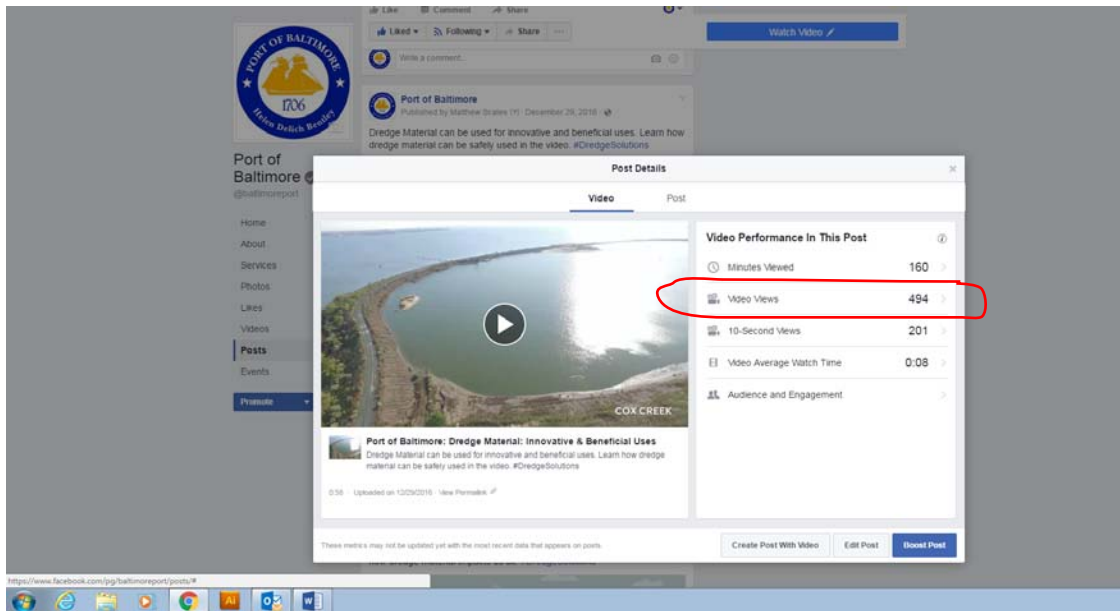 Like Comment Share
Liked Following Share
Watch Video
Write a comment...
PORT OF BALTIMORE
1706
Helen Delich Bentley
Port of Baltimore
Published by Matthew · December 29, 2016 ·
Dredge Material can be used for innovative and beneficial uses. Learn how
dredge material can be safely used in the video. #DredgeSolutions
Port of
Baltimore
@baltimoreport
Home
About
Services
Photos
Likes
Videos
Posts
Events
Promote
Post Details
Video Post
COX CREEK
Port of Baltimore: Dredge Material: Innovative & Beneficial Uses
Dredge Material can be used for innovative and beneficial uses. Learn how dredge
material can be safely used in the video. #DredgeSolutions
0:58 · Uploaded on 12/29/2016 · View Permalink
Video Performance In This Post
Minutes Viewed 160
Video Views 494
10-Second Views 201
Video Average Watch Time 0:08
Audience and Engagement
These metrics may not be updated yet with the most recent data that appears on posts.
Create Post With Video Edit Post Boost Post
https://www.facebook.com/pg/baltimoreport/posts/#
Ai